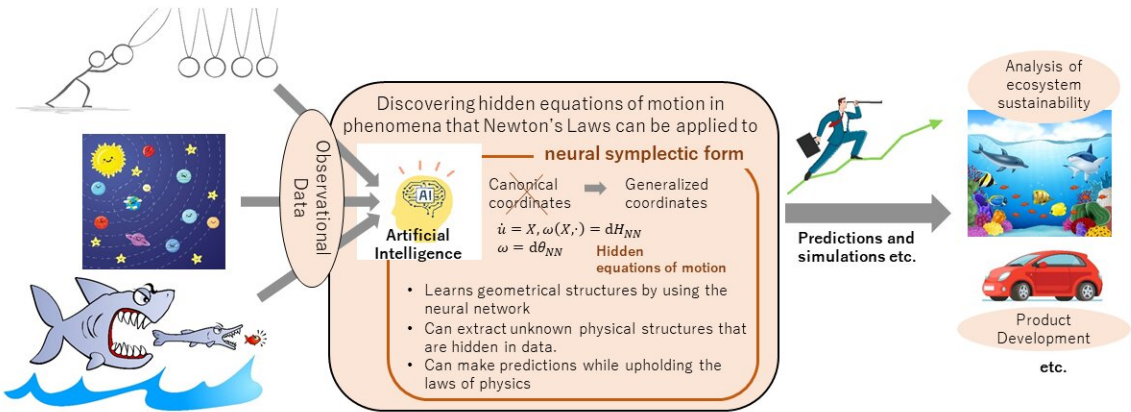 Observational
Data
Discovering hidden equations of motion in
phenomena that Newton's Laws can be applied to
neural symplectic form
AI
Artificial
Intelligence
Canonical
coordinates
Generalized
coordinates
u̇ = X, ω(X,·) = dH_NN
ω = dθ_NN
Hidden
equations of motion
• Learns geometrical structures by using the
neural network
• Can extract unknown physical structures that
are hidden in data.
• Can make predictions while upholding the
laws of physics
Predictions and
simulations etc.
Analysis of
ecosystem
sustainability
Product
Development
etc.